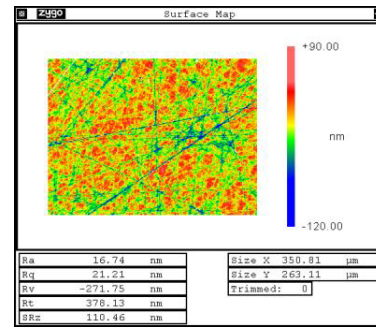 zygo Surface Map
+90.00
nm
-120.00
Ra 16.74 nm
Rq 21.21 nm
Rv -271.75 nm
Rt 378.13 nm
SRz 110.46 nm
Size X 350.81 µm
Size Y 263.11 µm
Trimmed: 0